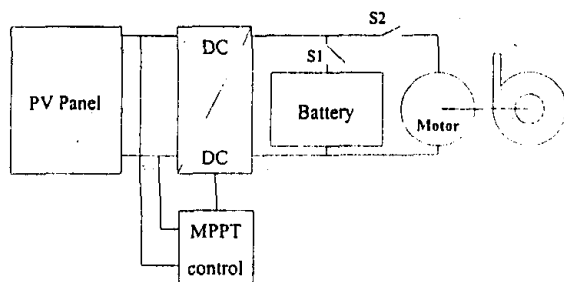 DC
S2
S1
PV Panel
Battery
Motor
DC
MPPT
control